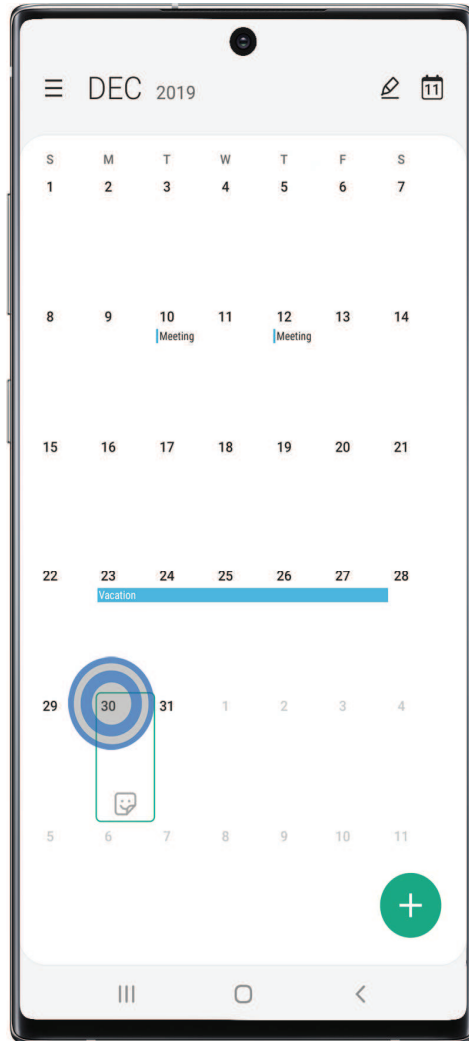 DEC 2019 11
S M T W T F S
1 2 3 4 5 6 7
8 9 10 11 12 13 14
Meeting Meeting
15 16 17 18 19 20 21
22 23 24 25 26 27 28
Vacation
29 30 31 1 2 3 4
5 6 7 8 9 10 11